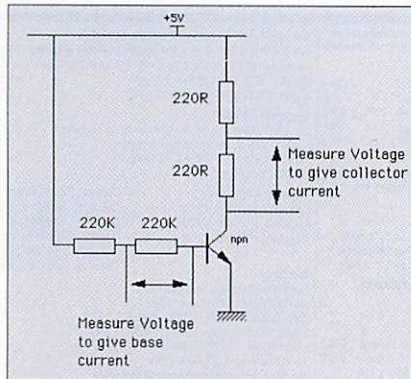 +5V
220R
220R
Measure Voltage
to give collector
current
220K 220K
npn
Measure Voltage
to give base
current